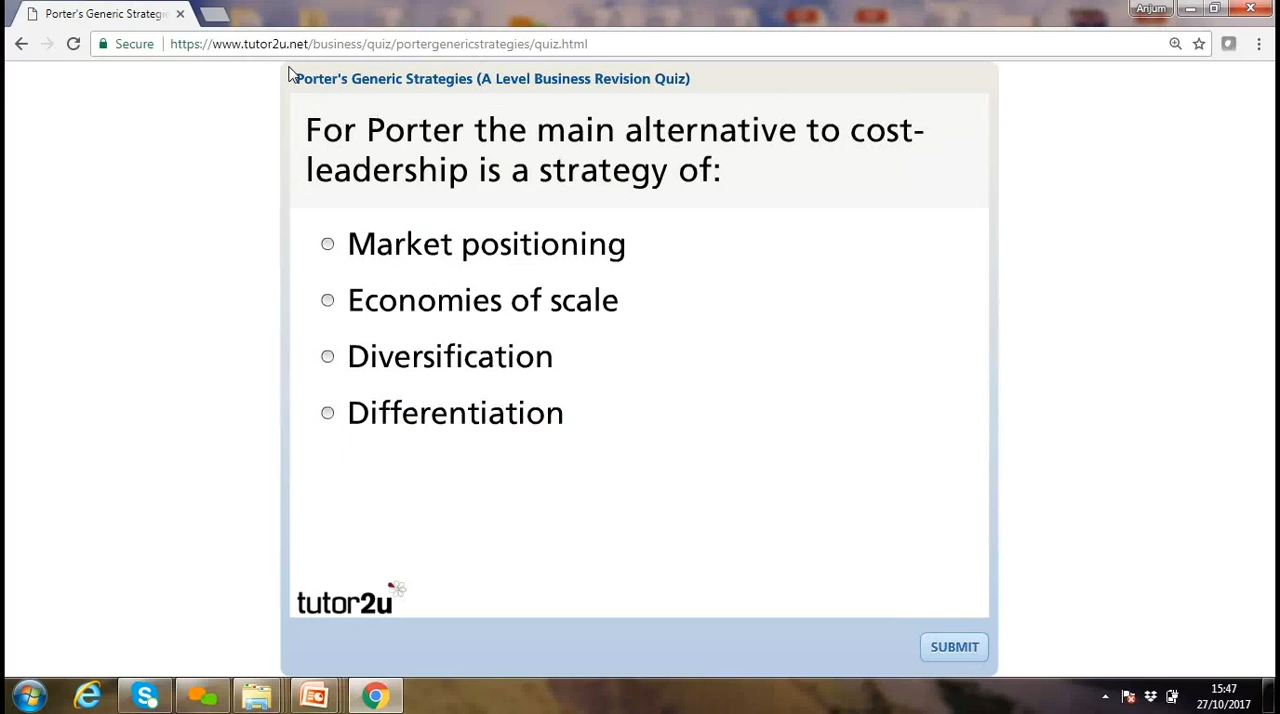 Porter's Generic Strategie
Anjum
Secure
https://www.tutor2u.net/business/quiz/portergenericstrategies/quiz.html
Porter's Generic Strategies (A Level Business Revision Quiz)
For Porter the main alternative to cost-
leadership is a strategy of:
Market positioning
Economies of scale
Diversification
Differentiation
tutor2u
SUBMIT
15:47
27/10/2017